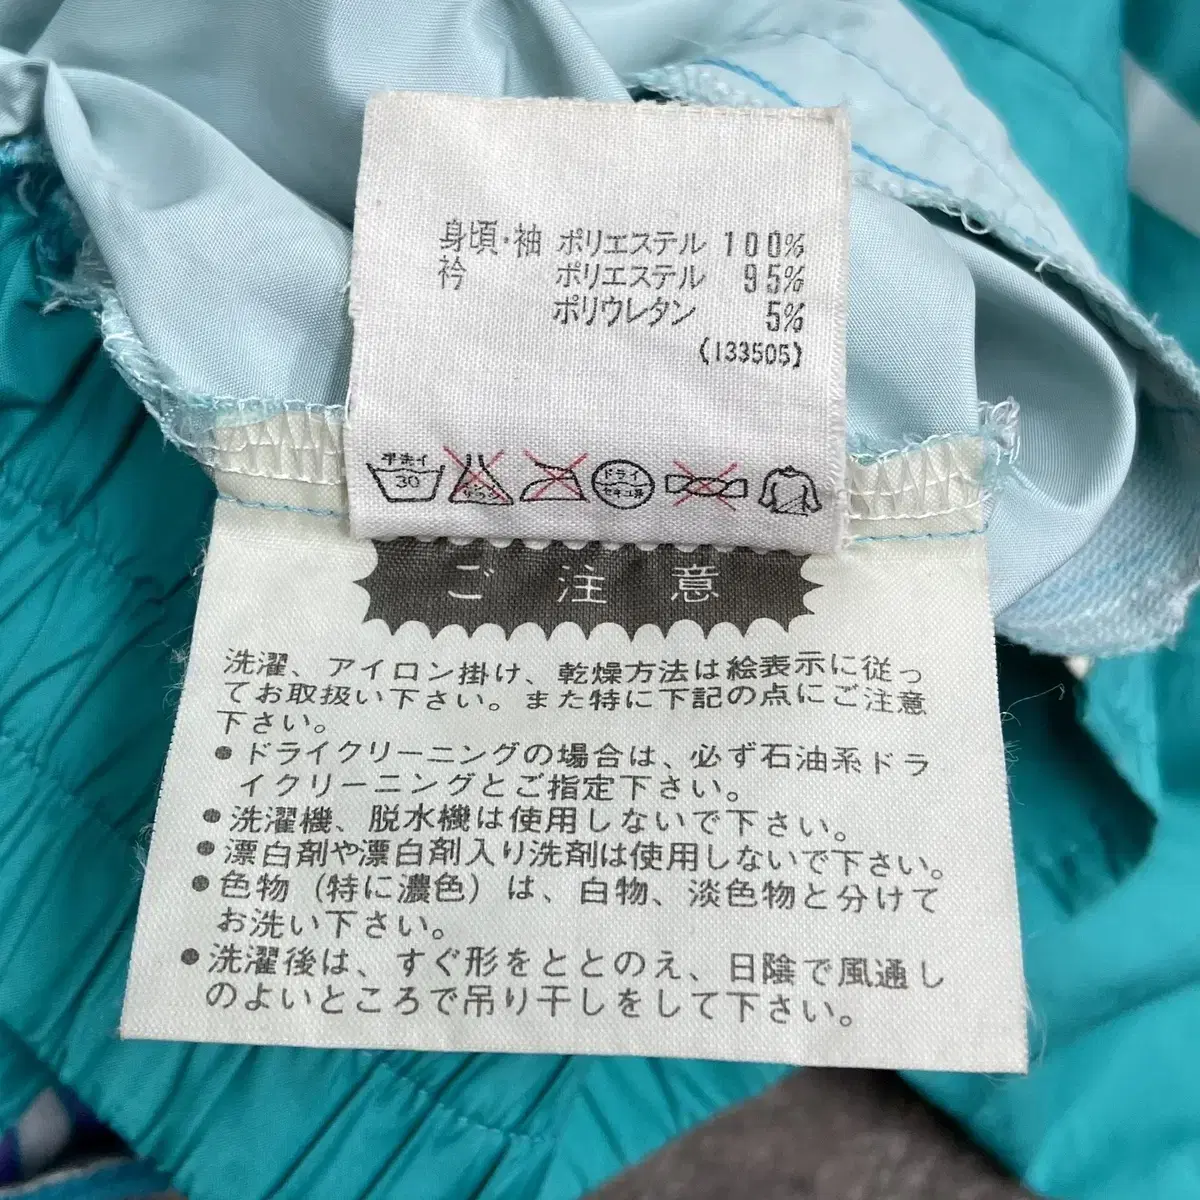 身頃・袖 ポリエステル 100%
衿 ポリエステル 95%
ポリウレタン 5%
(133505)
手洗イ
30
ドライ
セキユ系
ご注意
洗濯、アイロン掛け、乾燥方法は絵表示に従っ
てお取扱い下さい。また特に下記の点にご注意
下さい。
●ドライクリーニングの場合は、必ず石油系ドラ
イクリーニングとご指定下さい。
●洗濯機、脱水機は使用しないで下さい。
●漂白剤や漂白剤入り洗剤は使用しないで下さい。
●色物（特に濃色）は、白物、淡色物と分けて
お洗い下さい。
●洗濯後は、すぐ形をととのえ、日陰で風通し
のよいところで吊り干しをして下さい。